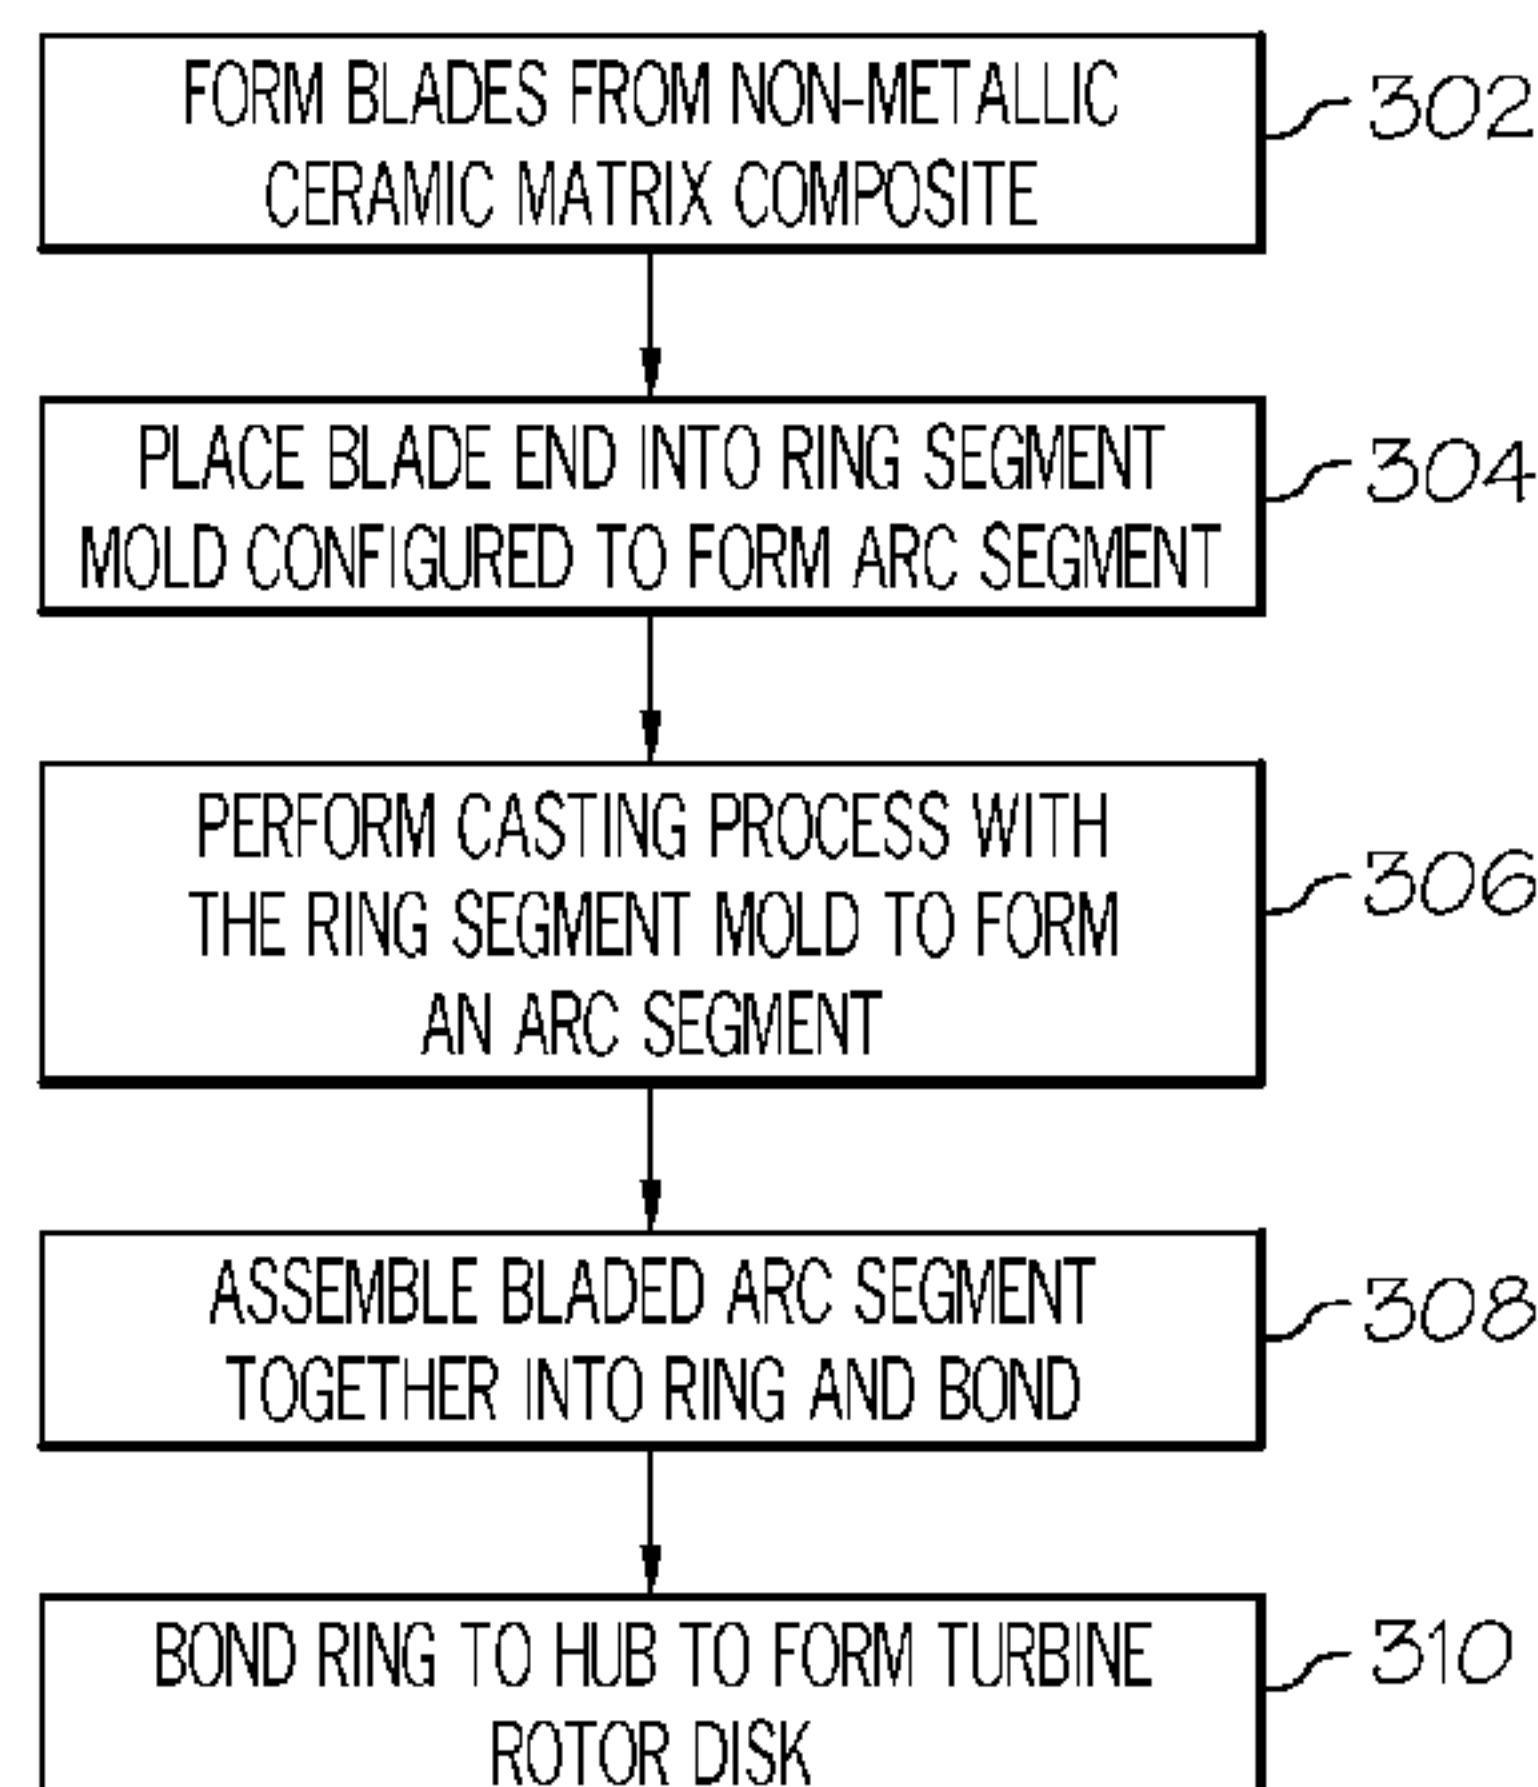 FORM BLADES FROM NON-METALLIC
CERAMIC MATRIX COMPOSITE
302
PLACE BLADE END INTO RING SEGMENT
MOLD CONFIGURED TO FORM ARC SEGMENT
304
PERFORM CASTING PROCESS WITH
THE RING SEGMENT MOLD TO FORM
AN ARC SEGMENT
306
ASSEMBLE BLADED ARC SEGMENT
TOGETHER INTO RING AND BOND
308
BOND RING TO HUB TO FORM TURBINE
ROTOR DISK
310